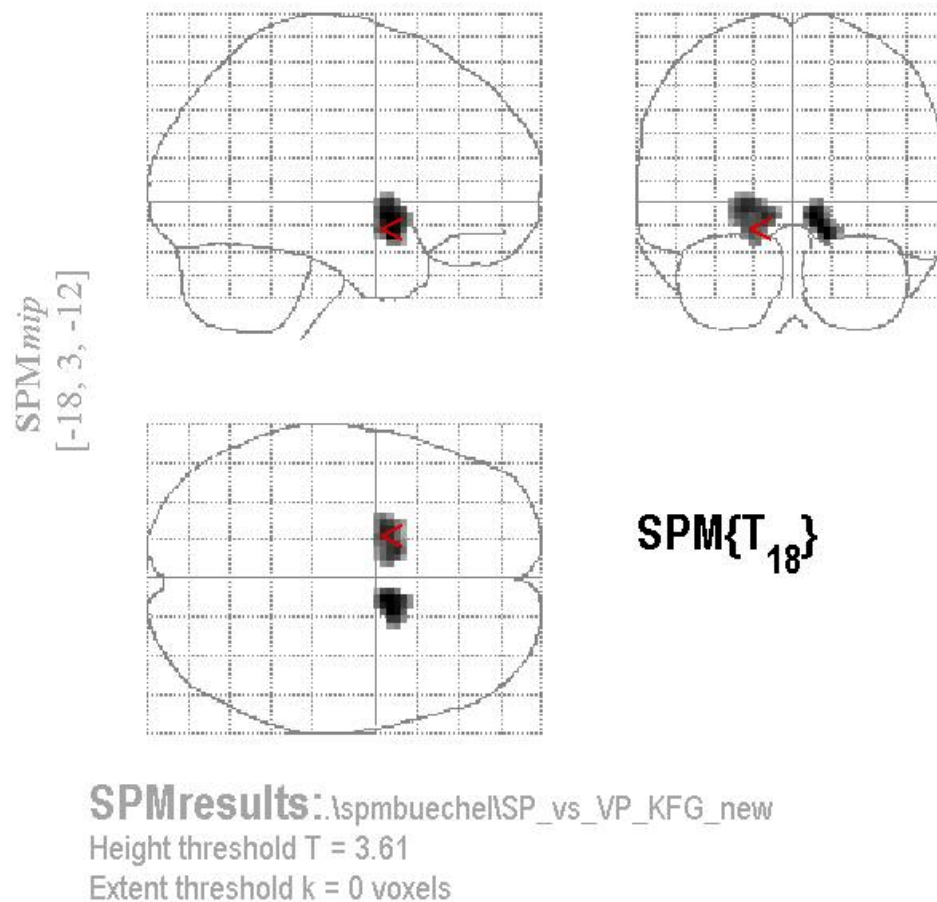 SPMmip
[-18, 3, -12]
<
<
<
SPM{T18}
SPMresults: .\spmbuechel\SP_vs_VP_KFG_new
Height threshold T = 3.61
Extent threshold k = 0 voxels